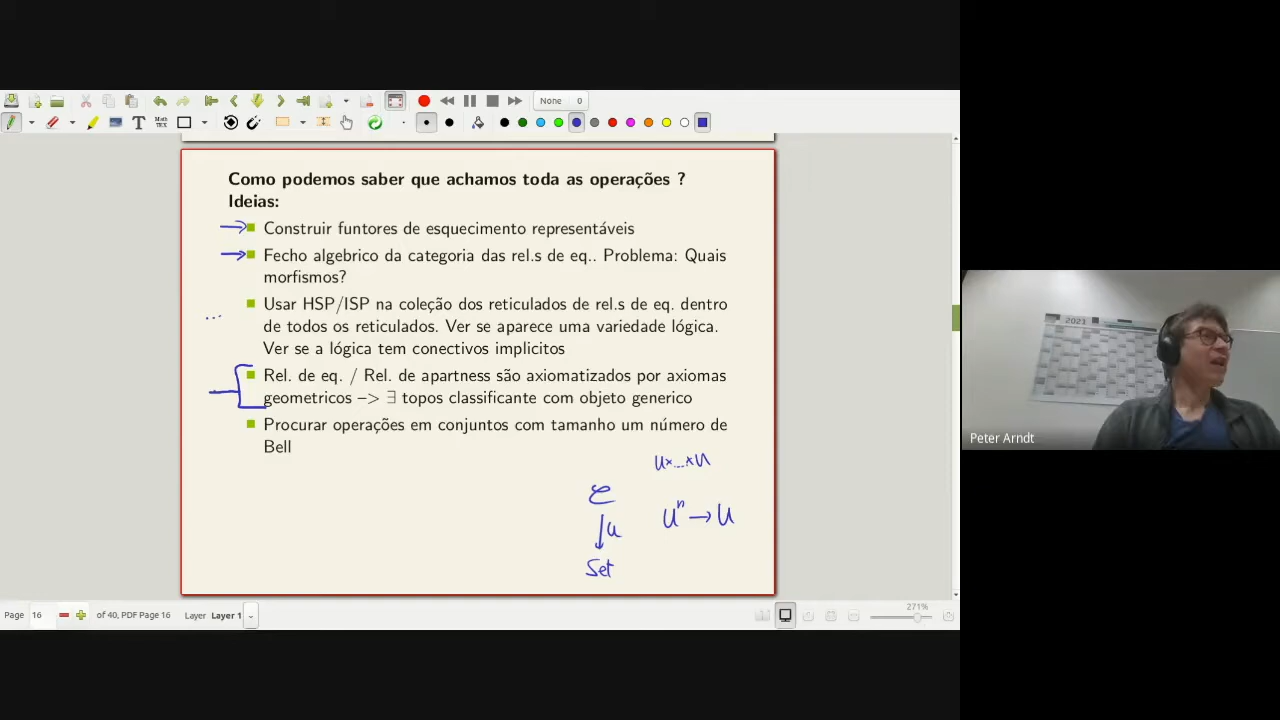 None 0
Como podemos saber que achamos toda as operações ?
Ideias:
Construir funtores de esquecimento representáveis
Fecho algebrico da categoria das rel.s de eq.. Problema: Quais
morfismos?
Usar HSP/ISP na coleção dos reticulados de rel.s de eq. dentro
de todos os reticulados. Ver se aparece uma variedade lógica.
Ver se a lógica tem conectivos implicitos
Rel. de eq. / Rel. de apartness são axiomatizados por axiomas
geometricos –> ∃ topos classificante com objeto generico
Procurar operações em conjuntos com tamanho um número de
Bell
U×...×U
U
Uⁿ → U
Set
2021
Peter Arndt
Page 16 of 40, PDF Page 16 Layer Layer 1
271%